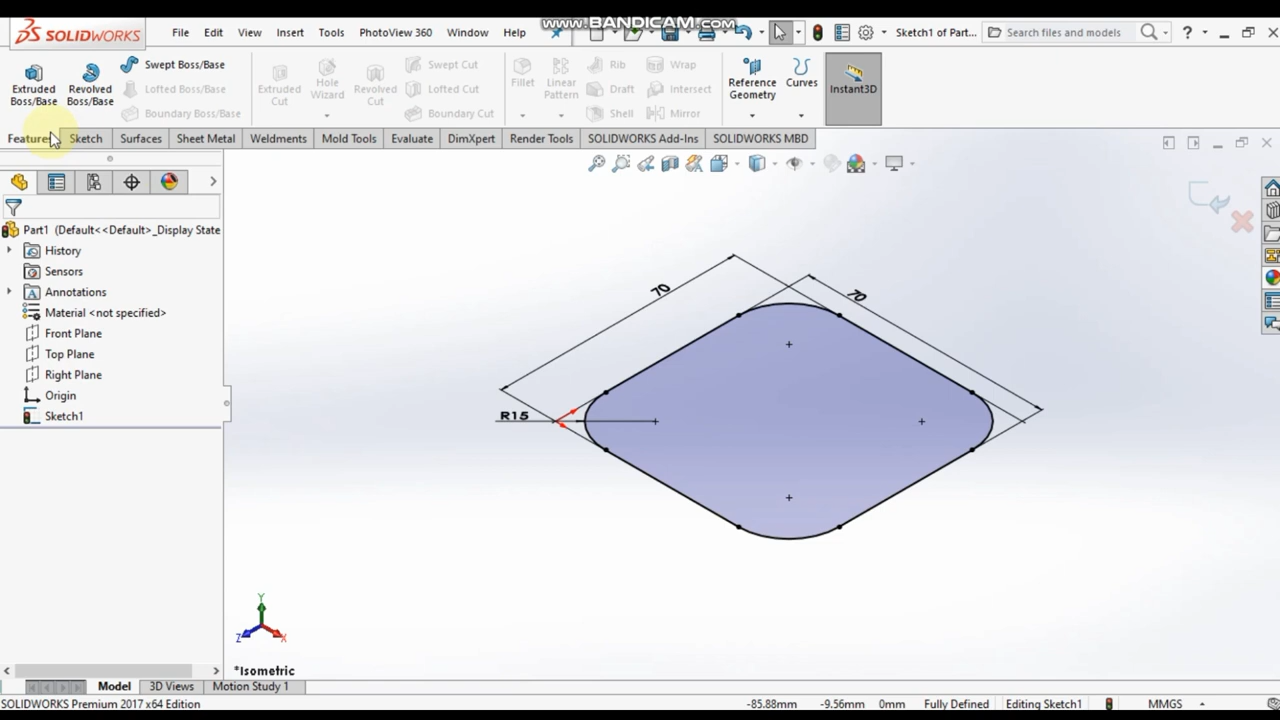 www.BANDICAM.com
SOLIDWORKS File Edit View Insert Tools PhotoView 360 Window Help Sketch1 of Part... Search files and models ?
Extruded Boss/Base
Revolved Boss/Base
Swept Boss/Base
Lofted Boss/Base
Boundary Boss/Base
Extruded Cut
Hole Wizard
Revolved Cut
Swept Cut
Lofted Cut
Boundary Cut
Fillet
Linear Pattern
Rib
Draft
Shell
Wrap
Intersect
Mirror
Reference Geometry
Curves
Instant3D
Features Sketch Surfaces Sheet Metal Weldments Mold Tools Evaluate DimXpert Render Tools SOLIDWORKS Add-Ins SOLIDWORKS MBD
Part1 (Default<<Default>_Display State
History
Sensors
Annotations
Material <not specified>
Front Plane
Top Plane
Right Plane
Origin
Sketch1
70
70
R15
Y
Z
X
*Isometric
Model 3D Views Motion Study 1
SOLIDWORKS Premium 2017 x64 Edition -85.88mm -9.56mm 0mm Fully Defined Editing Sketch1 MMGS